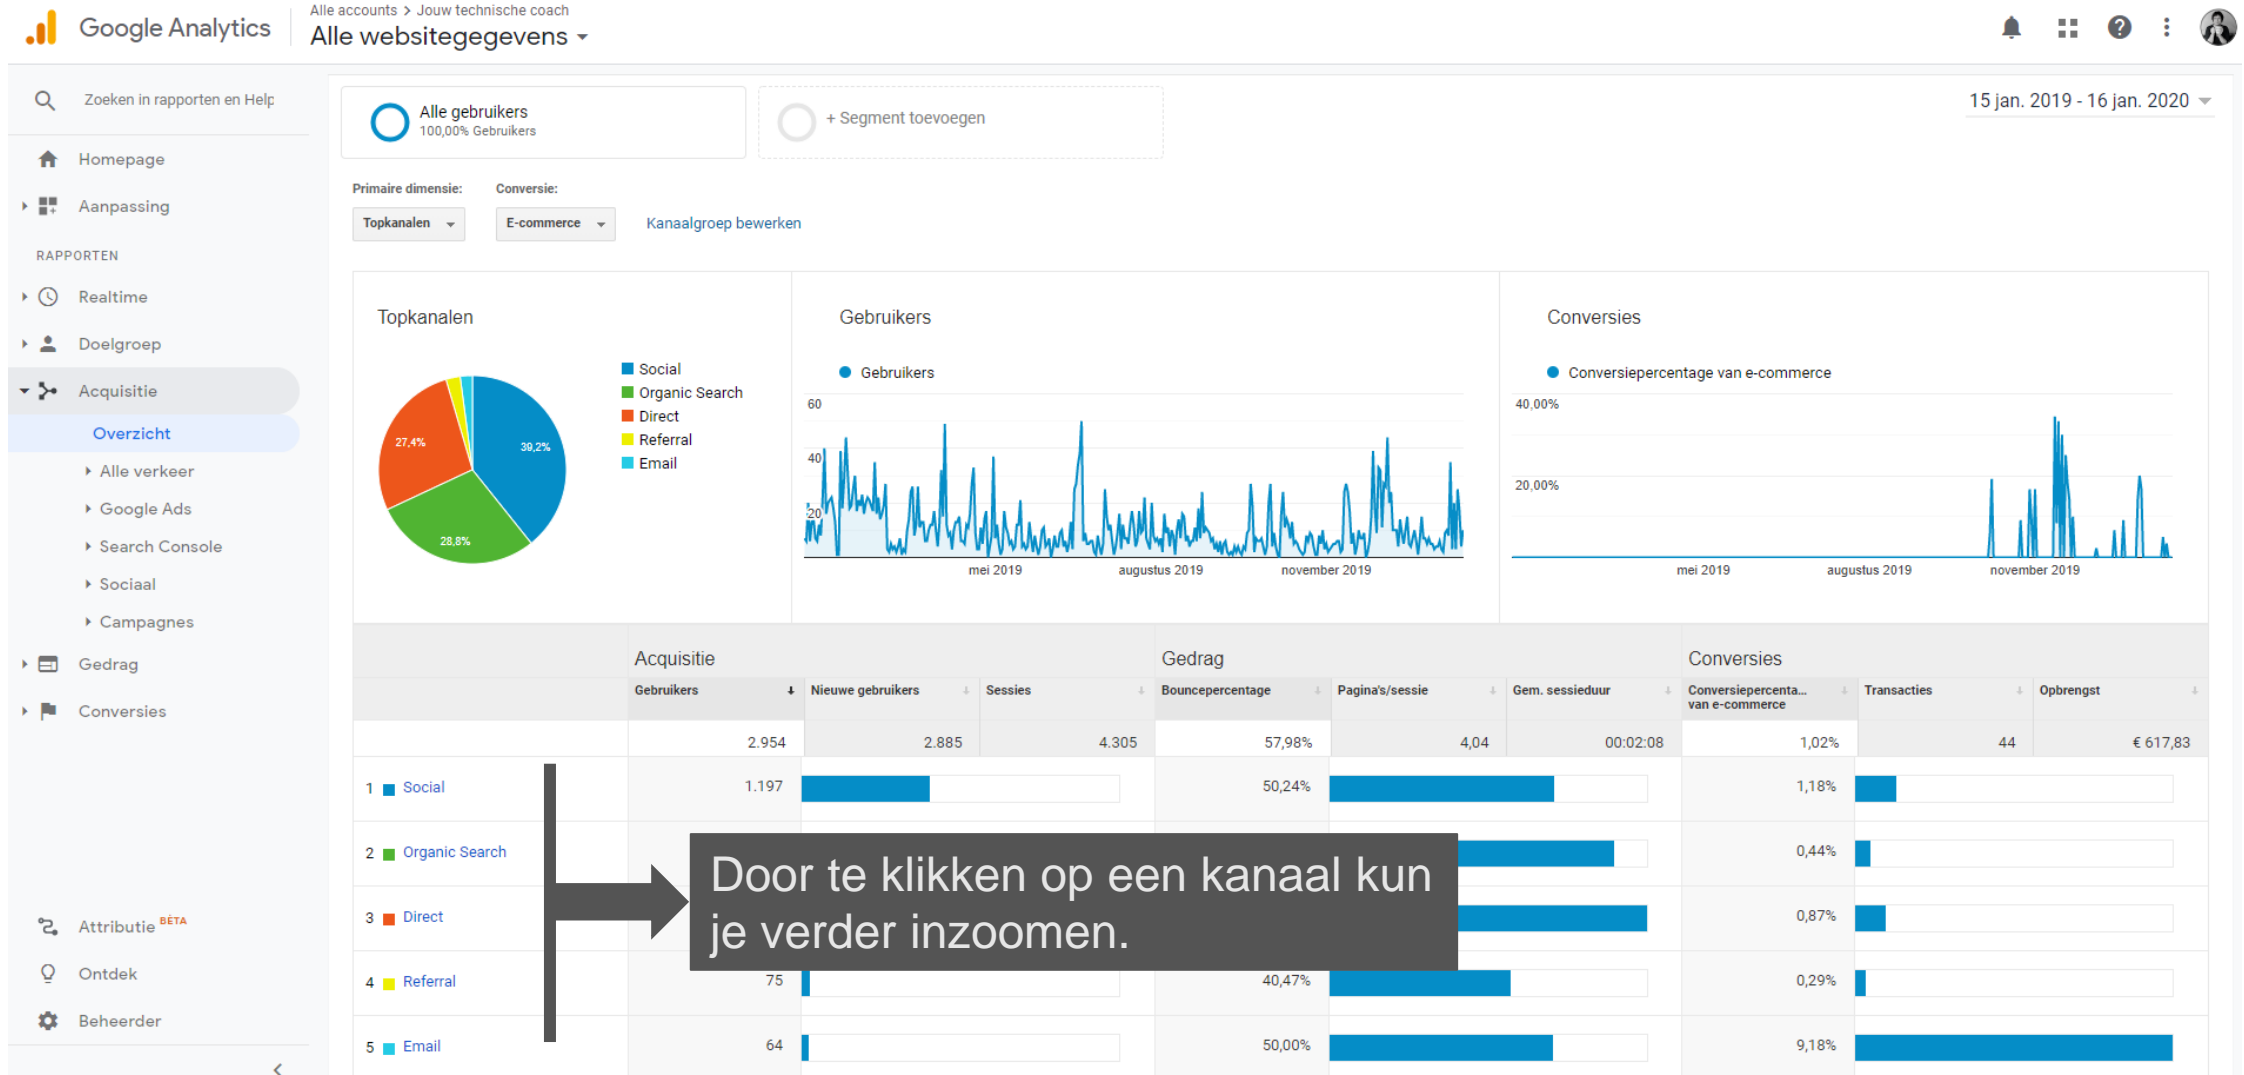 Google Analytics
Alle accounts > Jouw technische coach
Alle websitegegevens
Zoeken in rapporten en Help
Homepage
Aanpassing
RAPPORTEN
Realtime
Doelgroep
Acquisitie
Overzicht
Alle verkeer
Google Ads
Search Console
Sociaal
Campagnes
Gedrag
Conversies
Attributie BÈTA
Ontdek
Beheerder
Alle gebruikers
100,00% Gebruikers
+ Segment toevoegen
15 jan. 2019 - 16 jan. 2020
Primaire dimensie: Conversie:
Topkanalen E-commerce Kanaalgroep bewerken
Topkanalen
Social
Organic Search
Direct
Referral
Email
27,4%
39,2%
28,8%
Gebruikers
Gebruikers
60
40
20
mei 2019 augustus 2019 november 2019
Conversies
Conversiepercentage van e-commerce
40,00%
20,00%
mei 2019 augustus 2019 november 2019
Acquisitie Gedrag Conversies
Gebruikers Nieuwe gebruikers Sessies Bouncepercentage Pagina's/sessie Gem. sessieduur Conversiepercenta... van e-commerce Transacties Opbrengst
2.954 2.885 4.305 57,98% 4,04 00:02:08 1,02% 44 € 617,83
1 Social 1.197 50,24% 1,18%
2 Organic Search 0,44%
3 Direct 0,87%
4 Referral 75 40,47% 0,29%
5 Email 64 50,00% 9,18%
Door te klikken op een kanaal kun
je verder inzoomen.